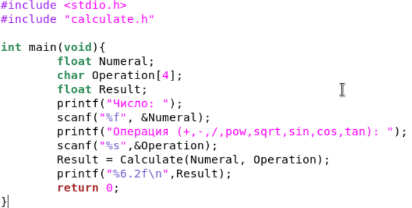 #include <stdio.h>
#include "calculate.h"
int main(void){
float Numeral;
char Operation[4];
float Result;
printf("Число: ");
scanf("%f", &Numeral);
printf("Операция (+,-,/,pow,sqrt,sin,cos,tan): ");
scanf("%s",&Operation);
Result = Calculate(Numeral, Operation);
printf("%6.2f\n",Result);
return 0;
}